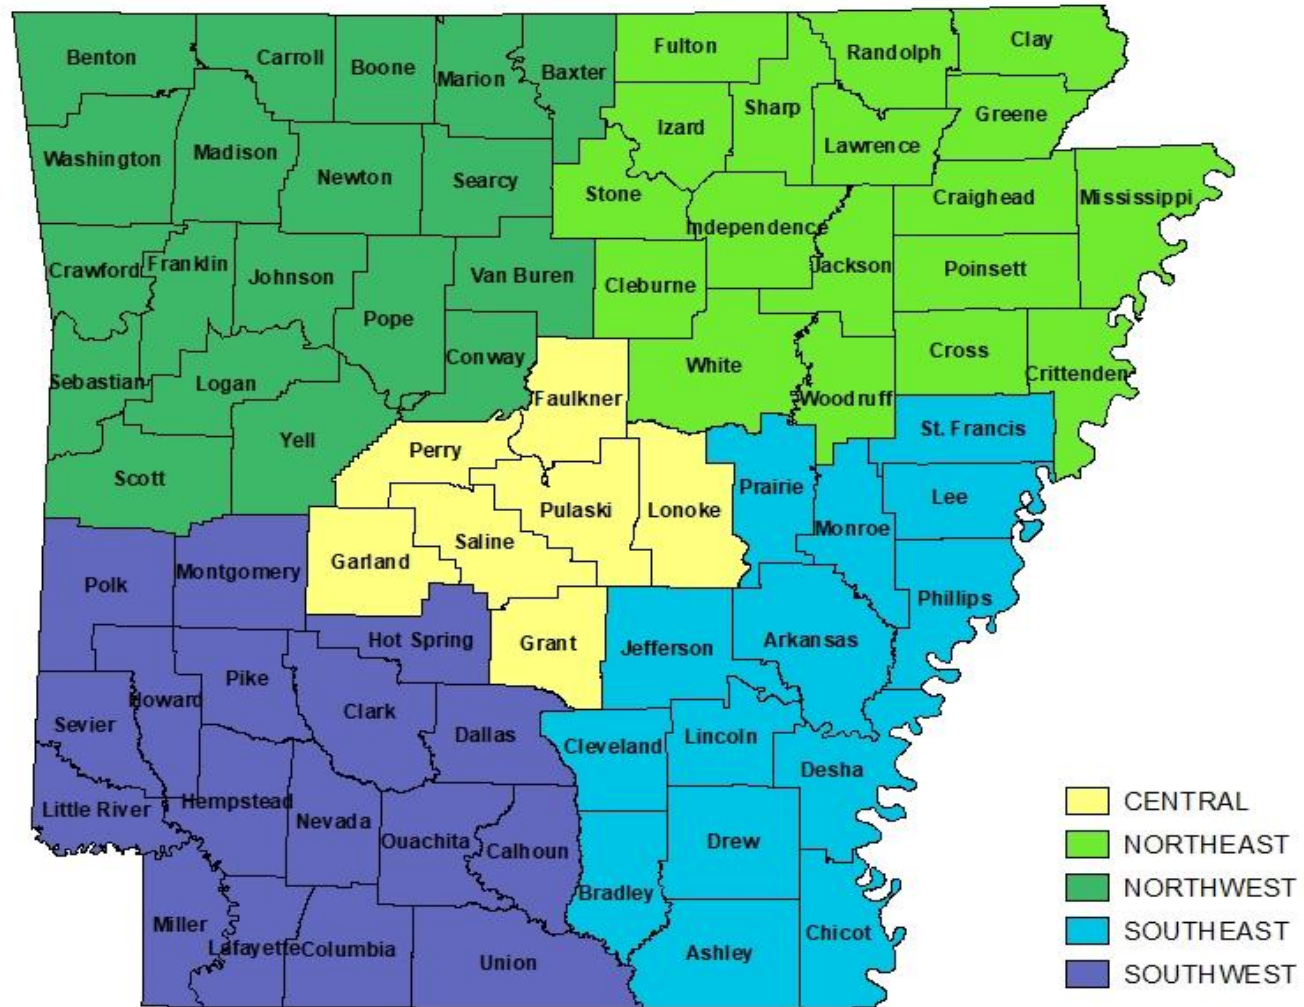 Benton
Carroll
Boone
Marion
Baxter
Fulton
Randolph
Clay
Sharp
Izard
Greene
Lawrence
Washington
Madison
Newton
Searcy
Stone
Craighead
Mississippi
Independence
Crawford
Franklin
Johnson
Van Buren
Cleburne
Jackson
Poinsett
Pope
Conway
White
Cross
Crittenden
Sebastian
Logan
Faulkner
Woodruff
Yell
Perry
St. Francis
Scott
Pulaski
Lonoke
Prairie
Lee
Monroe
Saline
Garland
Polk
Montgomery
Phillips
Hot Spring
Grant
Jefferson
Arkansas
Pike
Howard
Clark
Sevier
Dallas
Cleveland
Lincoln
Desha
Little River
Hempstead
Nevada
Ouachita
Calhoun
Drew
Bradley
Miller
Lafayette
Columbia
Union
Ashley
Chicot
CENTRAL
NORTHEAST
NORTHWEST
SOUTHEAST
SOUTHWEST